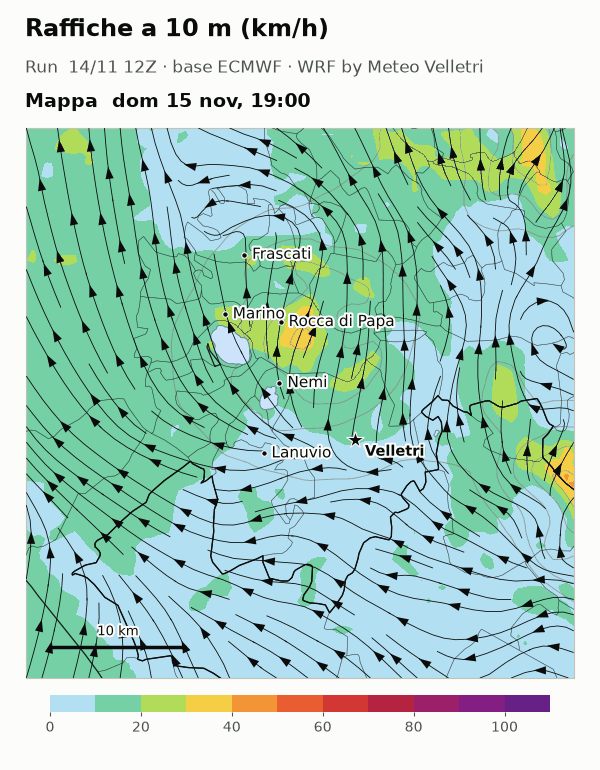 Raffiche a 10 m (km/h)
Run 14/11 12Z · base ECMWF · WRF by Meteo Velletri
Mappa dom 15 nov, 19:00
Frascati
Marino
Rocca di Papa
Nemi
Lanuvio
Velletri
10 km
0 20 40 60 80 100